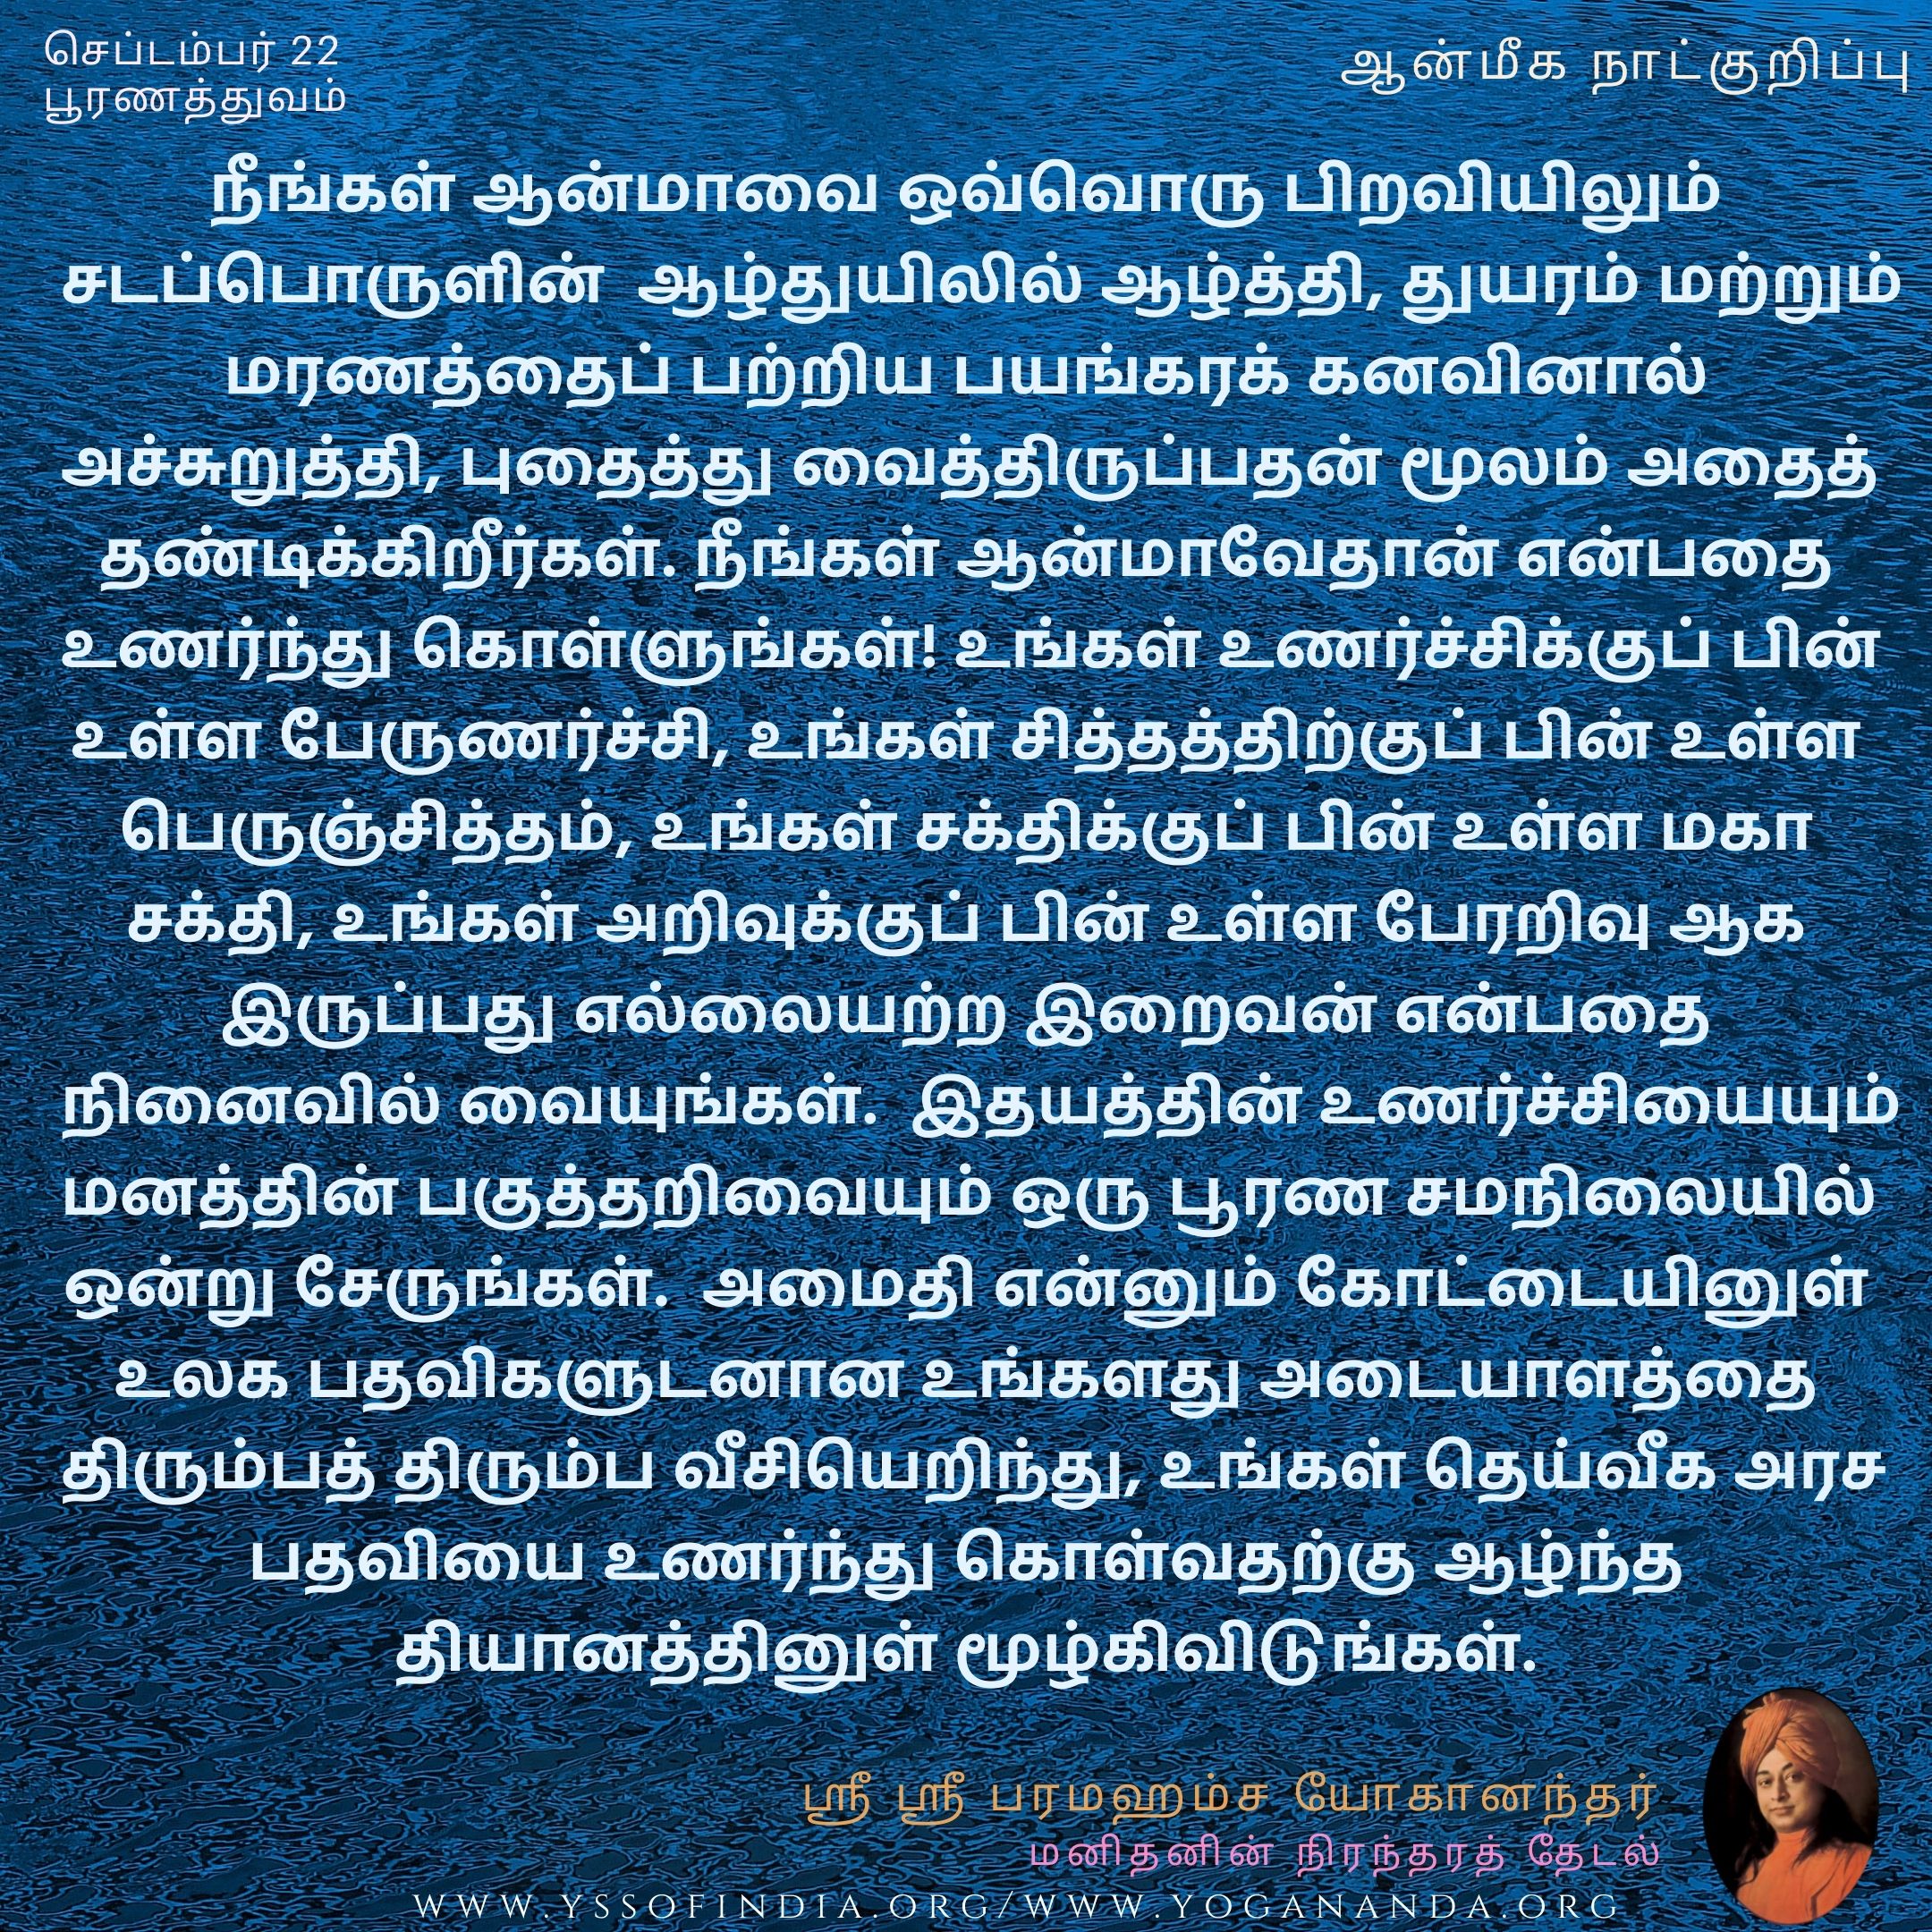 செப்டம்பர் 22
பூரணத்துவம்
ஆன்மீக நாட்குறிப்பு
நீங்கள் ஆன்மாவை ஒவ்வொரு பிறவியிலும்
சடப்பொருளின் ஆழ்துயிலில் ஆழ்த்தி, துயரம் மற்றும்
மரணத்தைப் பற்றிய பயங்கரக் கனவினால்
அச்சுறுத்தி, புதைத்து வைத்திருப்பதன் மூலம் அதைத்
தண்டிக்கிறீர்கள். நீங்கள் ஆன்மாவேதான் என்பதை
உணர்ந்து கொள்ளுங்கள்! உங்கள் உணர்ச்சிக்குப் பின்
உள்ள பேருணர்ச்சி, உங்கள் சித்தத்திற்குப் பின் உள்ள
பெருஞ்சித்தம், உங்கள் சக்திக்குப் பின் உள்ள மகா
சக்தி, உங்கள் அறிவுக்குப் பின் உள்ள பேரறிவு ஆக
இருப்பது எல்லையற்ற இறைவன் என்பதை
நினைவில் வையுங்கள். இதயத்தின் உணர்ச்சியையும்
மனத்தின் பகுத்தறிவையும் ஒரு பூரண சமநிலையில்
ஒன்று சேருங்கள். அமைதி என்னும் கோட்டையினுள்
உலக பதவிகளுடனான உங்களது அடையாளத்தை
திரும்பத் திரும்ப வீசியெறிந்து, உங்கள் தெய்வீக அரச
பதவியை உணர்ந்து கொள்வதற்கு ஆழ்ந்த
தியானத்தினுள் மூழ்கிவிடுங்கள்.
ஸ்ரீ ஸ்ரீ பரமஹம்ச யோகானந்தர்
மனிதனின் நிரந்தரத் தேடல்
WWW.YSSOFINDIA.ORG/WWW.YOGANANDA.ORG